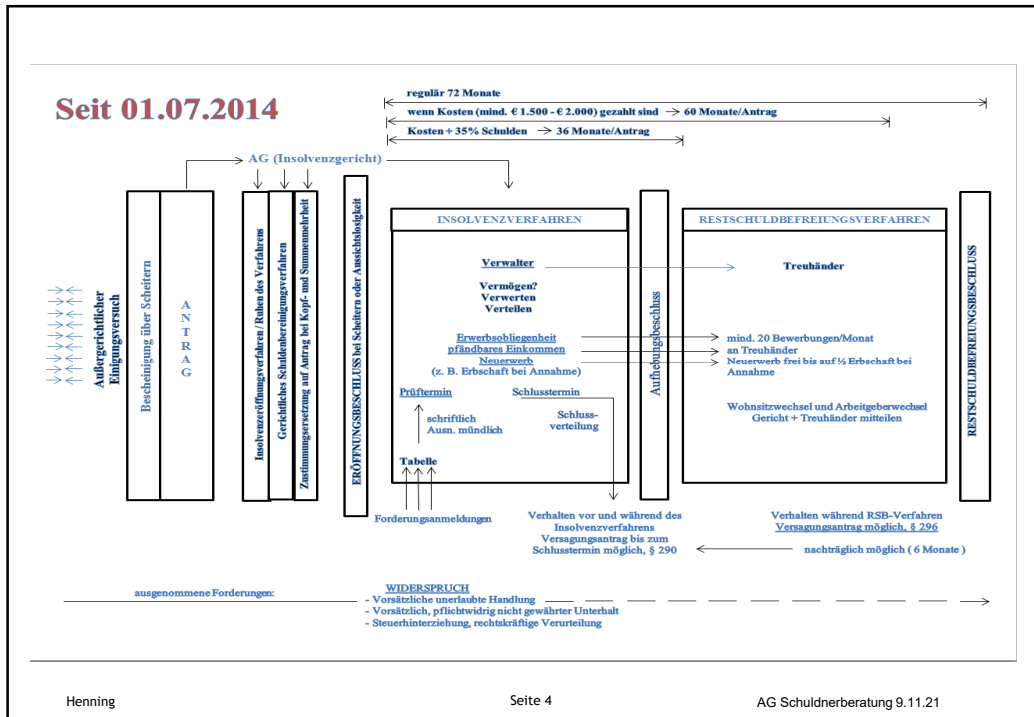 Seit 01.07.2014
regulär 72 Monate
wenn Kosten (mind. € 1.500 - € 2.000) gezahlt sind → 60 Monate/Antrag
Kosten + 35% Schulden → 36 Monate/Antrag
AG (Insolvenzgericht)
Außergerichtlicher
Einigungsversuch
Bescheinigung über Scheitern
ANTRAG
Insolvenzeröffnungsverfahren / Ruhen des Verfahrens
Gerichtliches Schuldenbereinigungsverfahren
Zustimmungsersetzung auf Antrag bei Kopf- und Summenmehrheit
ERÖFFNUNGSBESCHLUSS bei Scheitern oder Aussichtslosigkeit
INSOLVENZVERFAHREN
Verwalter
Vermögen?
Verwerten
Verteilen
Erwerbsobliegenheit
pfändbares Einkommen
Neuerwerb
(z. B. Erbschaft bei Annahme)
Prüftermin
Schlusstermin
schriftlich
Ausn. mündlich
Schluss-
verteilung
Tabelle
Forderungsanmeldungen
Verhalten vor und während des
Insolvenzverfahrens
Versagungsantrag bis zum
Schlusstermin möglich, § 290
Aufhebungsbeschluss
RESTSCHULDBEFREIUNGSVERFAHREN
Treuhänder
mind. 20 Bewerbungen/Monat
an Treuhänder
Neuerwerb frei bis auf ½ Erbschaft bei
Annahme
Wohnsitzwechsel und Arbeitgeberwechsel
Gericht + Treuhänder mitteilen
Verhalten während RSB-Verfahren
Versagungsantrag möglich, § 296
nachträglich möglich ( 6 Monate )
RESTSCHULDBEFREIUNGSBESCHLUSS
ausgenommene Forderungen:
WIDERSPRUCH
- Vorsätzliche unerlaubte Handlung
- Vorsätzlich, pflichtwidrig nicht gewährter Unterhalt
- Steuerhinterziehung, rechtskräftige Verurteilung
Henning
Seite 4
AG Schuldnerberatung 9.11.21